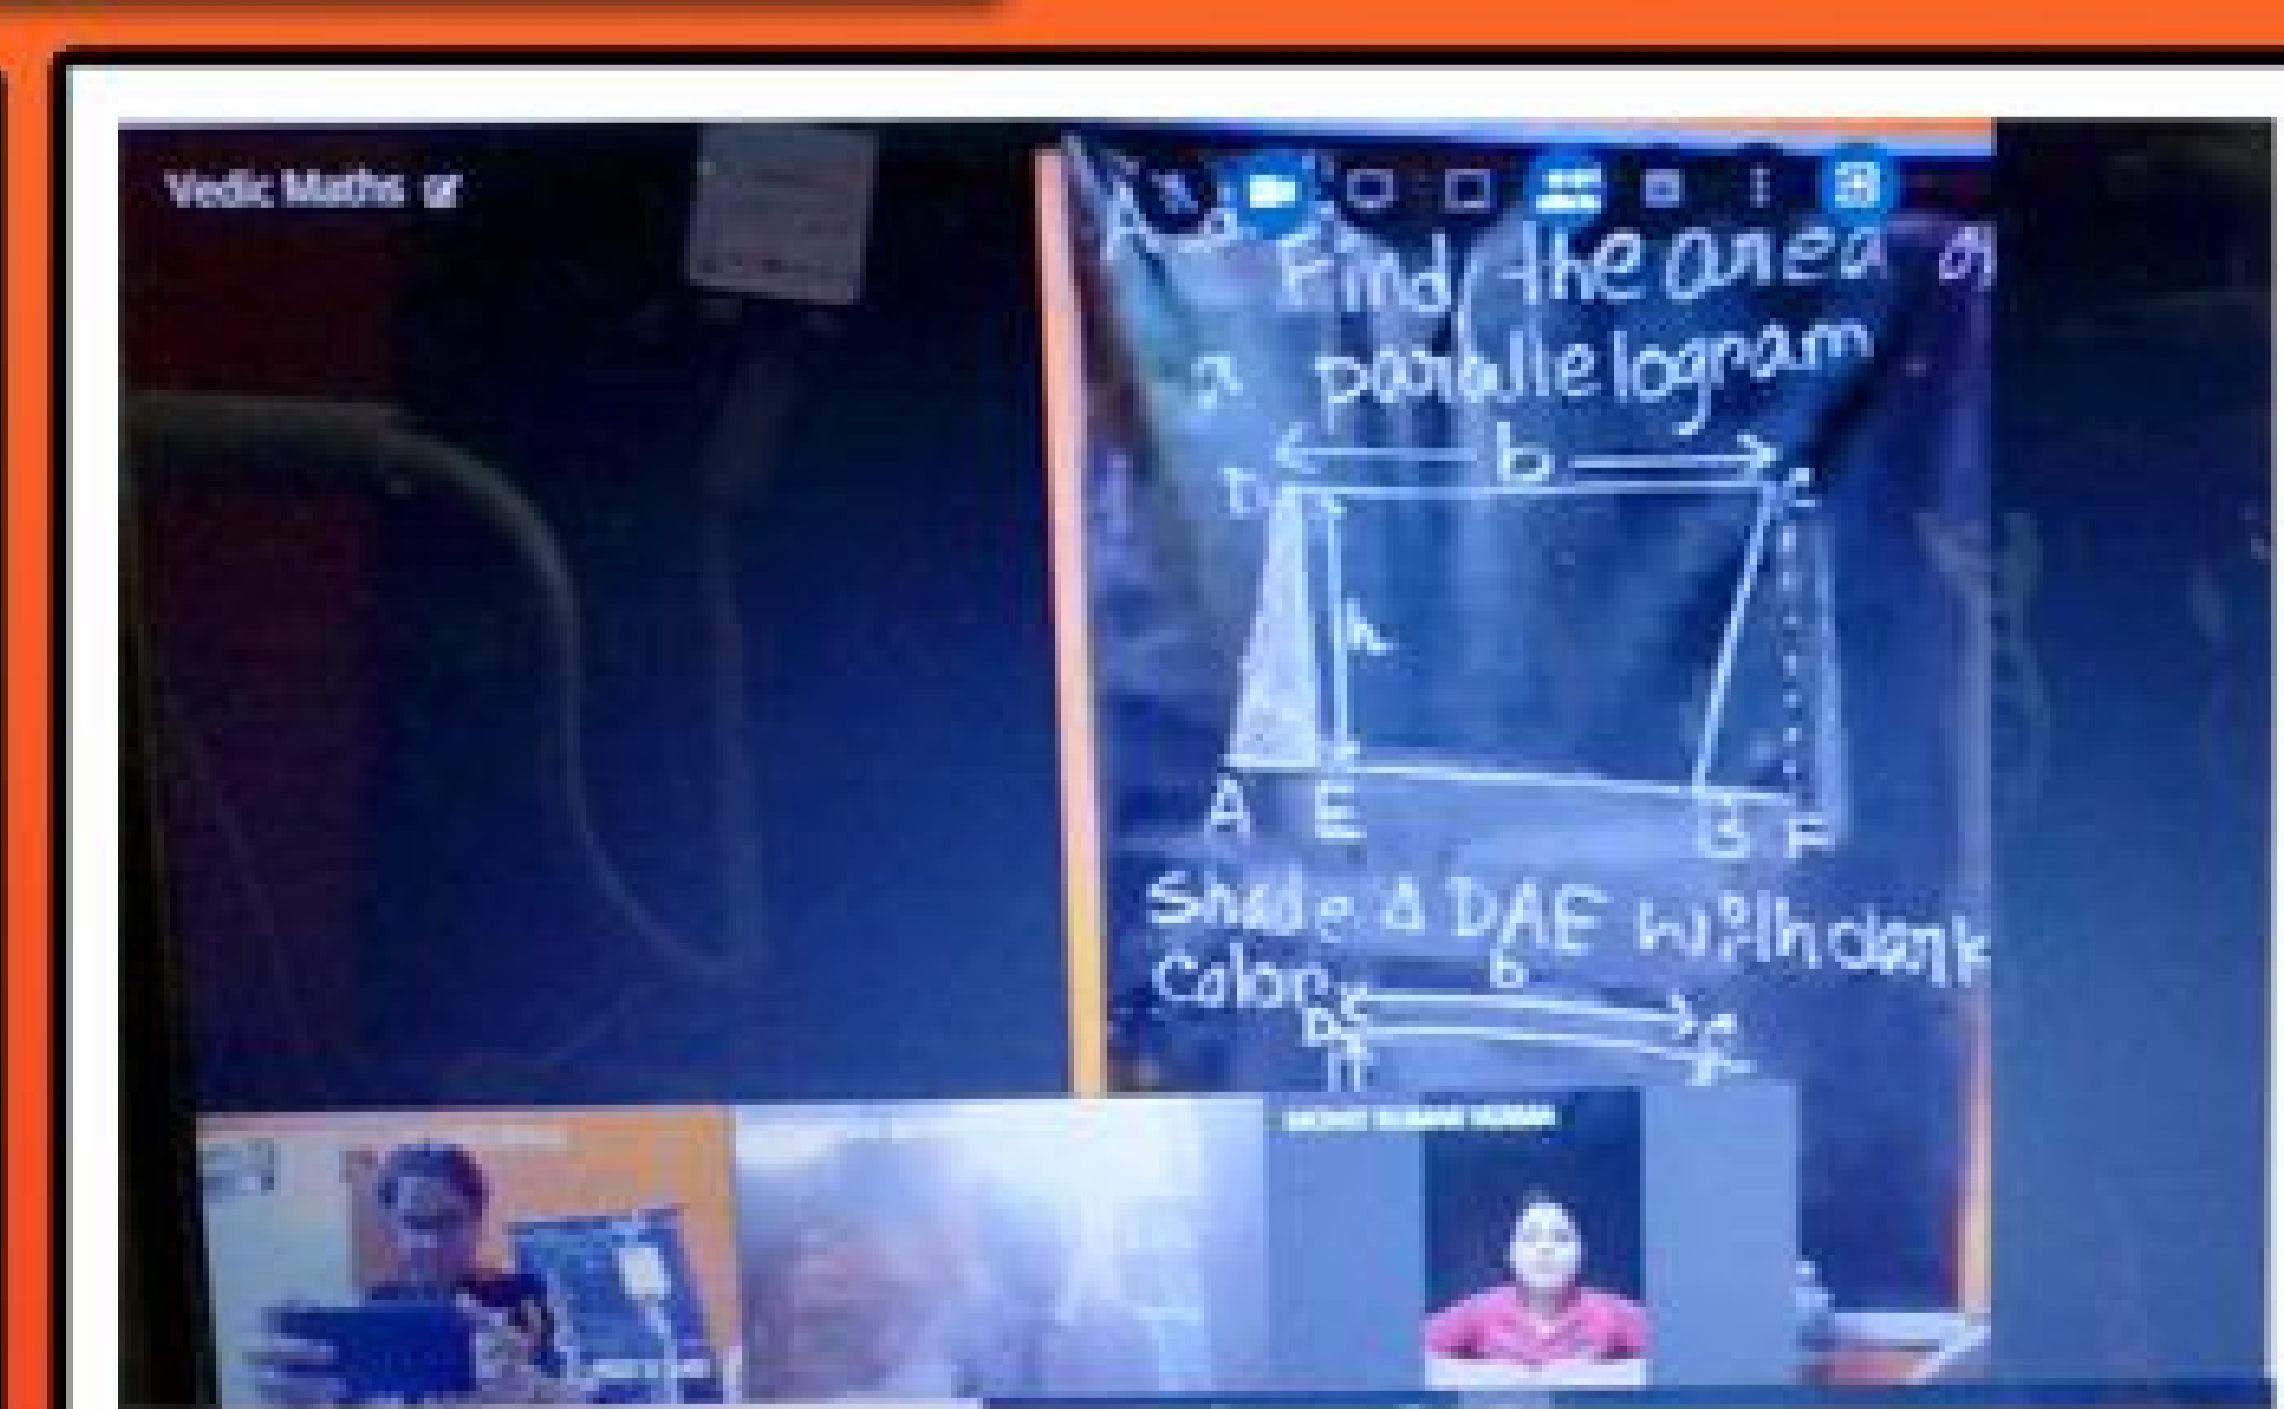 Vedic Maths
Find the area of
a parallelogram
b
D C
h
A E B F
Shade Δ DAE with dark
Color
b
D C